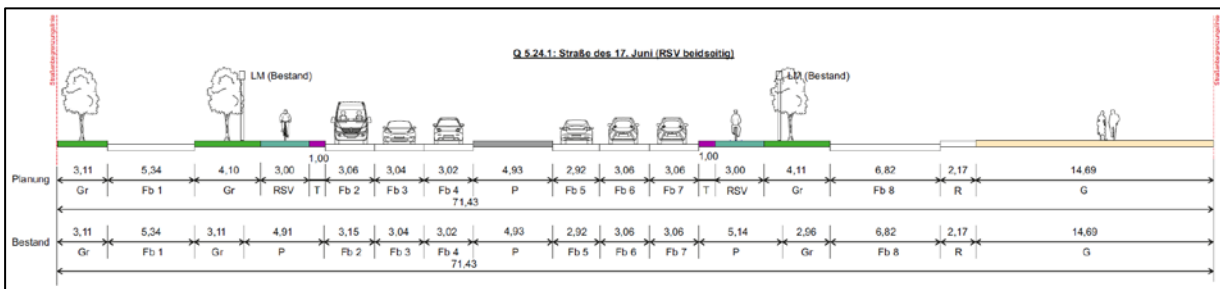 Q 5.24.1: Straße des 17. Juni (RSV beidseitig)
Straßenbegrenzungslinie
Straßenbegrenzungslinie
LM (Bestand)
LM (Bestand)
1,00
1,00
Planung
3,11 5,34 4,10 3,00 3,06 3,04 3,02 4,93 2,92 3,06 3,06 3,00 4,11 6,82 2,17 14,69
Gr Fb 1 Gr RSV T Fb 2 Fb 3 Fb 4 P Fb 5 Fb 6 Fb 7 T RSV Gr Fb 8 R G
71,43
Bestand
3,11 5,34 3,11 4,91 3,15 3,04 3,02 4,93 2,92 3,06 3,06 5,14 2,96 6,82 2,17 14,69
Gr Fb 1 Gr P Fb 2 Fb 3 Fb 4 P Fb 5 Fb 6 Fb 7 P Gr Fb 8 R G
71,43